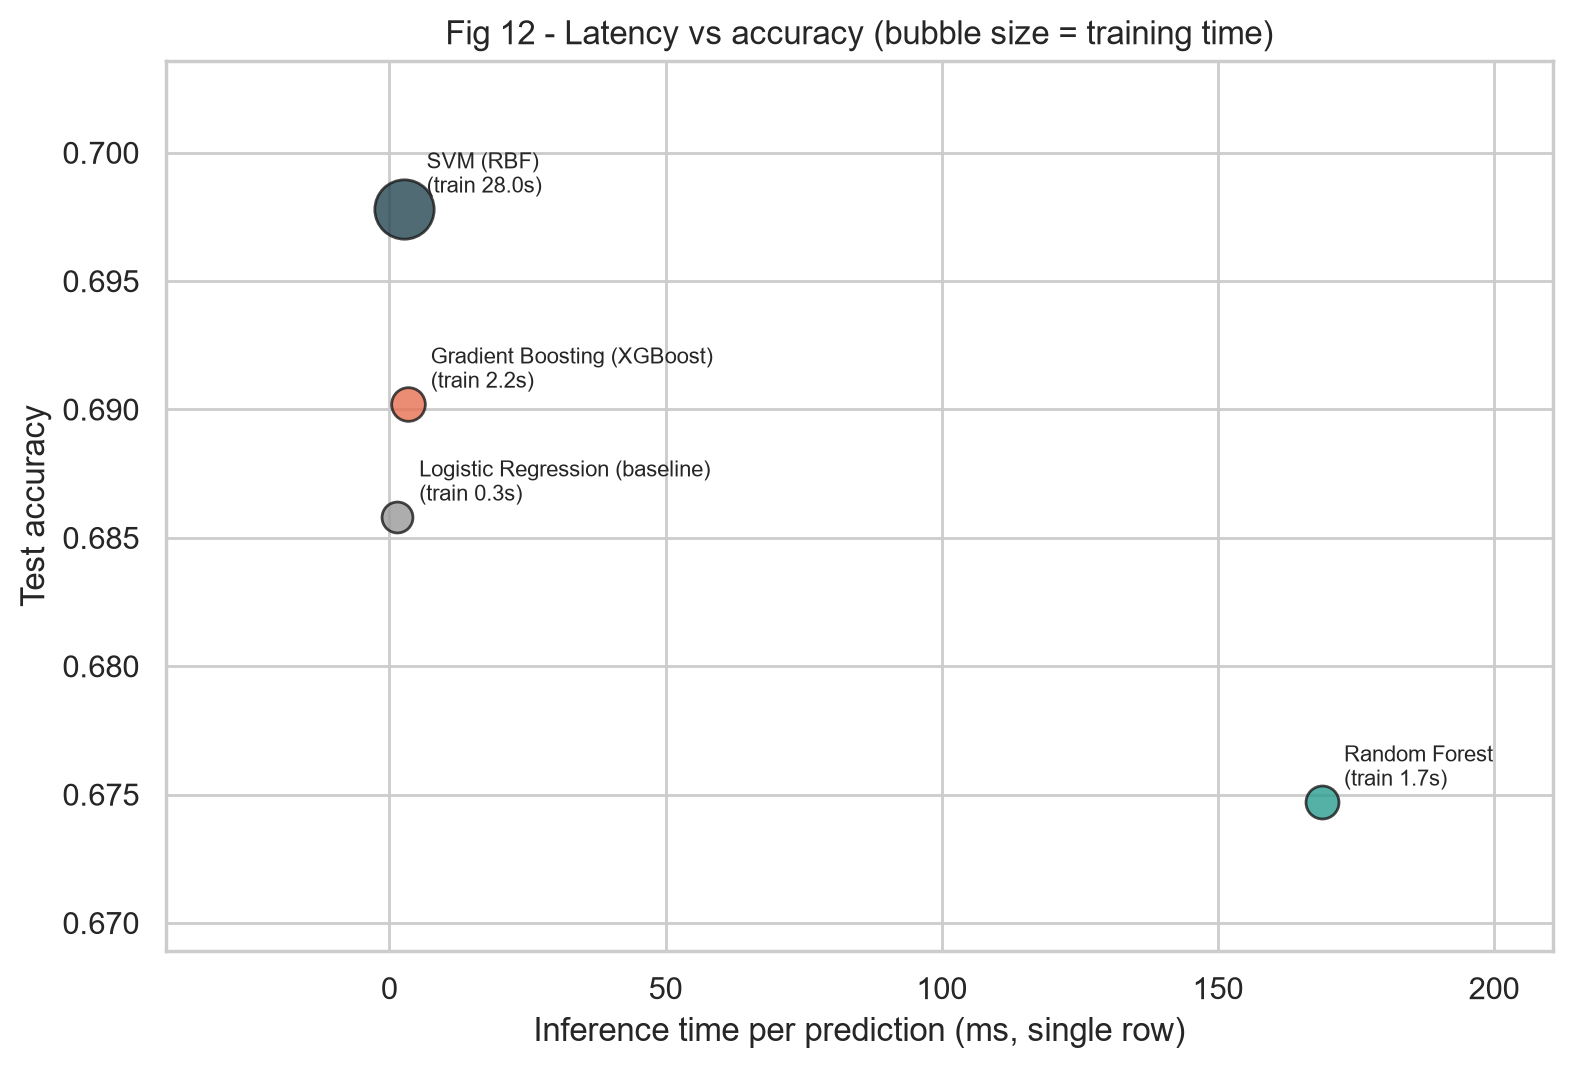 Fig 12 - Latency vs accuracy (bubble size = training time)
0.700
0.695
0.690
0.685
0.680
0.675
0.670
Test accuracy
SVM (RBF)
(train 28.0s)
Gradient Boosting (XGBoost)
(train 2.2s)
Logistic Regression (baseline)
(train 0.3s)
Random Forest
(train 1.7s)
0 50 100 150 200
Inference time per prediction (ms, single row)